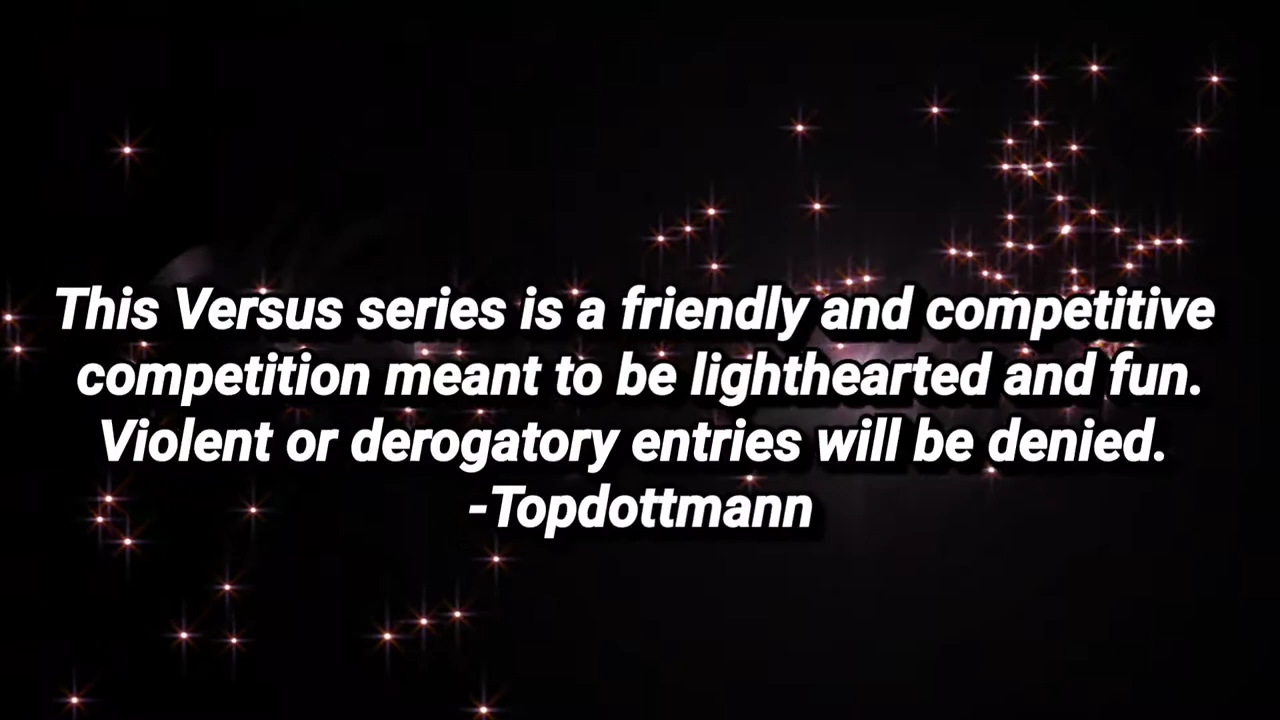 This Versus series is a friendly and competitive
competition meant to be lighthearted and fun.
Violent or derogatory entries will be denied.
-Topdottmann